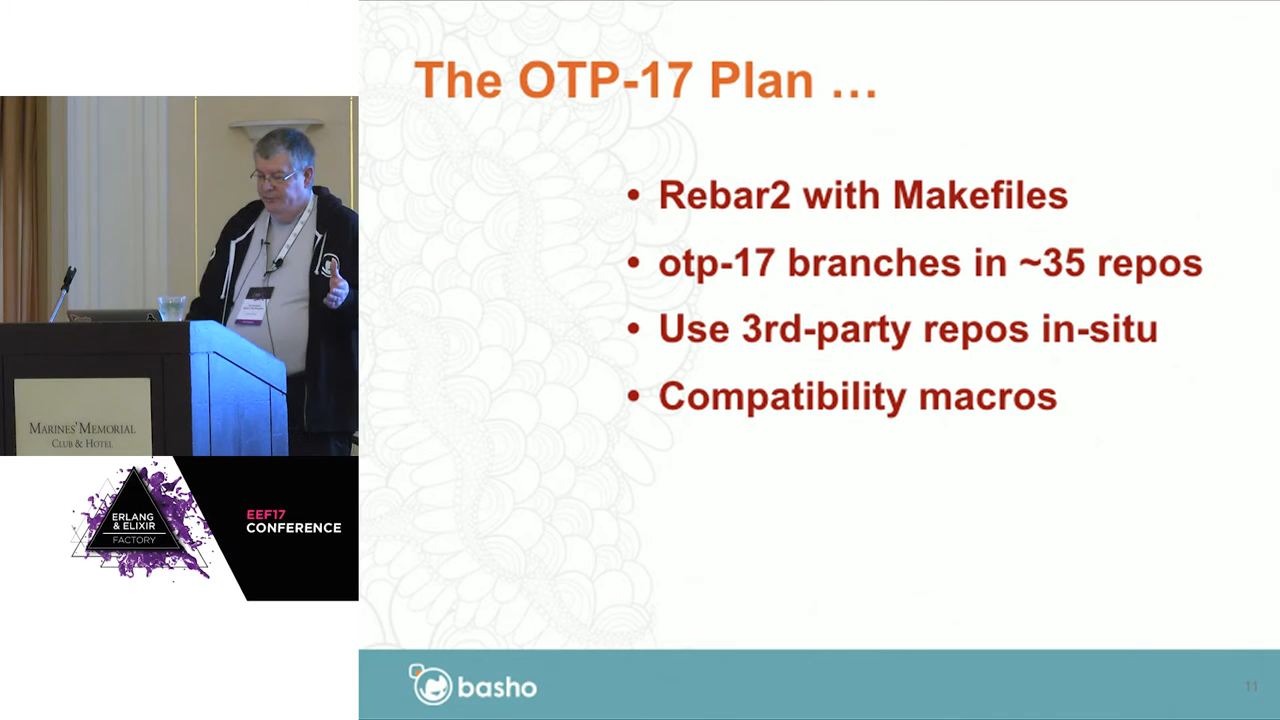 The OTP-17 Plan ...
• Rebar2 with Makefiles
• otp-17 branches in ~35 repos
• Use 3rd-party repos in-situ
• Compatibility macros
MARINES' MEMORIAL
CLUB & HOTEL
ERLANG
& ELIXIR
FACTORY
EEF17
CONFERENCE
basho
11